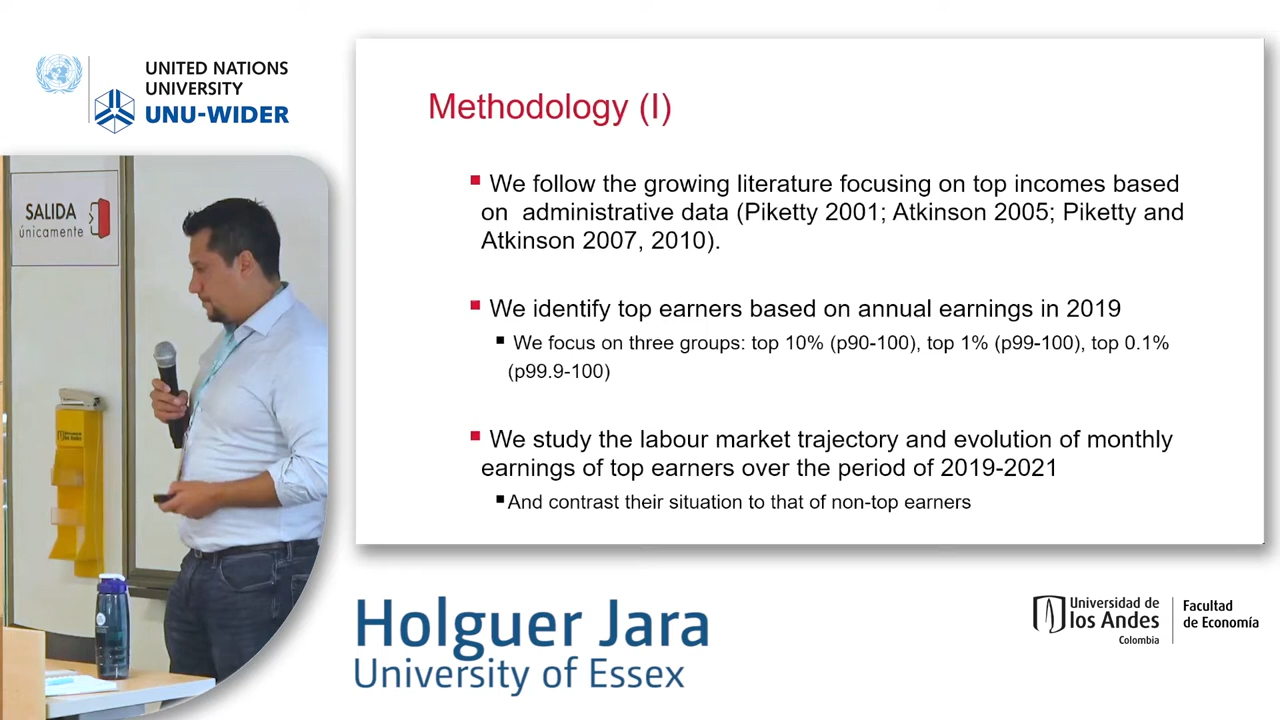 UNITED NATIONS
UNIVERSITY
UNU-WIDER
SALIDA
únicamente
Methodology (I)
We follow the growing literature focusing on top incomes based
on administrative data (Piketty 2001; Atkinson 2005; Piketty and
Atkinson 2007, 2010).
We identify top earners based on annual earnings in 2019
We focus on three groups: top 10% (p90-100), top 1% (p99-100), top 0.1%
(p99.9-100)
We study the labour market trajectory and evolution of monthly
earnings of top earners over the period of 2019-2021
And contrast their situation to that of non-top earners
Holguer Jara
University of Essex
Universidad de
los Andes
Colombia
Facultad
de Economía